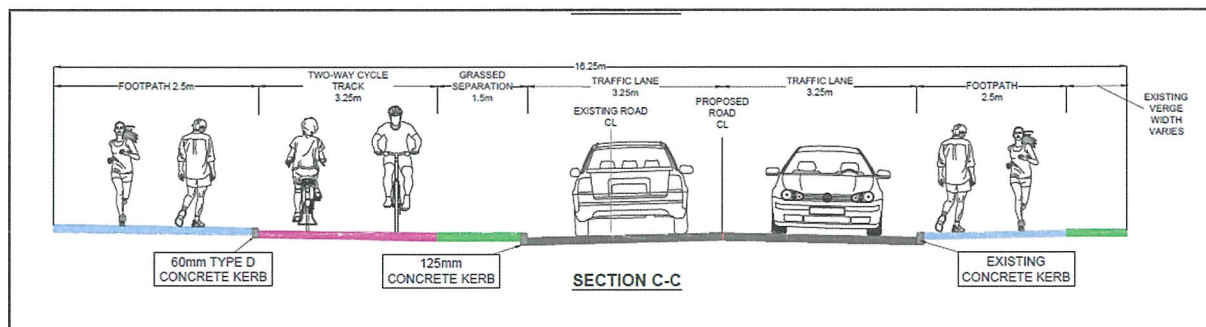 16.25m
FOOTPATH 2.5m
TWO-WAY CYCLE
TRACK
3.25m
GRASSED
SEPARATION
1.5m
TRAFFIC LANE
3.25m
TRAFFIC LANE
3.25m
FOOTPATH
2.5m
EXISTING ROAD
CL
PROPOSED
ROAD
CL
EXISTING
VERGE
WIDTH
VARIES
60mm TYPE D
CONCRETE KERB
125mm
CONCRETE KERB
EXISTING
CONCRETE KERB
SECTION C-C